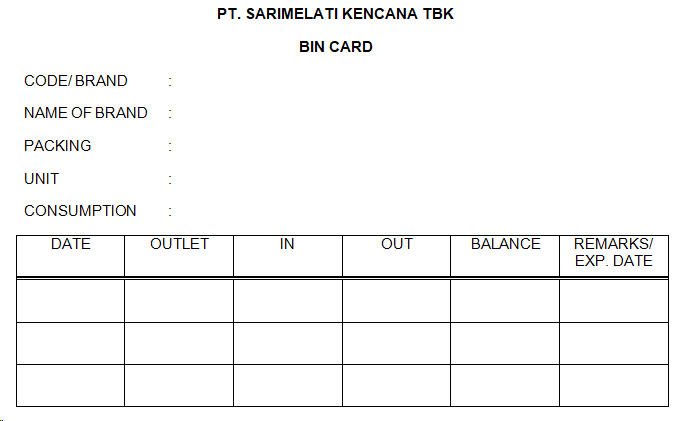 PT. SARIMELATI KENCANA TBK
BIN CARD
CODE/ BRAND :
NAME OF BRAND :
PACKING :
UNIT :
CONSUMPTION :
DATE OUTLET IN OUT BALANCE REMARKS/
EXP. DATE